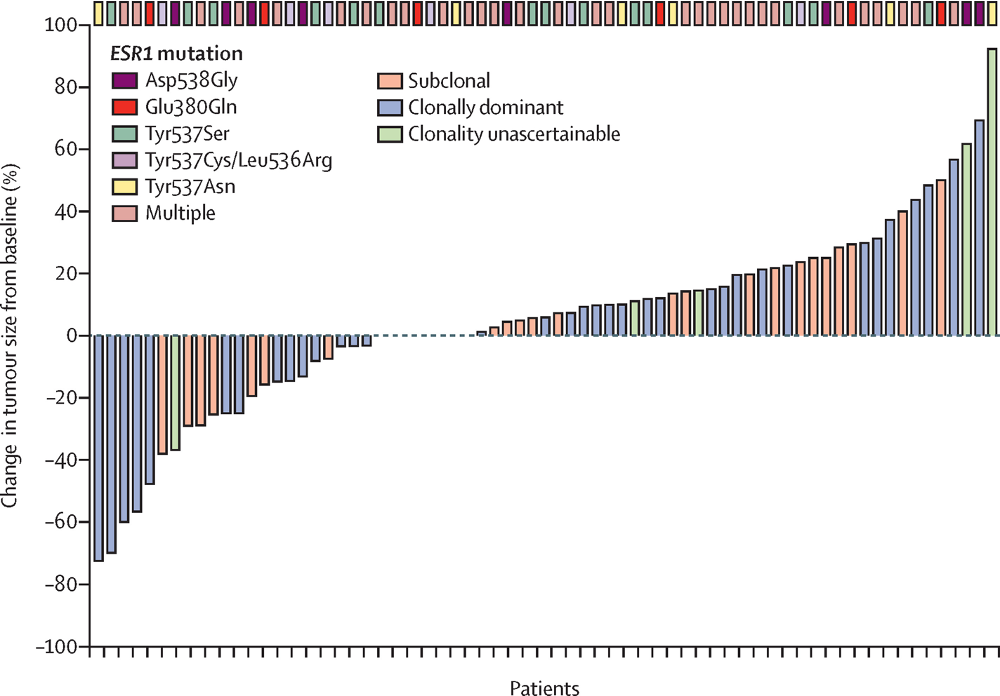 ESR1 mutation
Asp538Gly
Glu380Gln
Tyr537Ser
Tyr537Cys/Leu536Arg
Tyr537Asn
Multiple
Subclonal
Clonally dominant
Clonality unascertainable
Change in tumour size from baseline (%)
100
80
60
40
20
0
–20
–40
–60
–80
–100
Patients